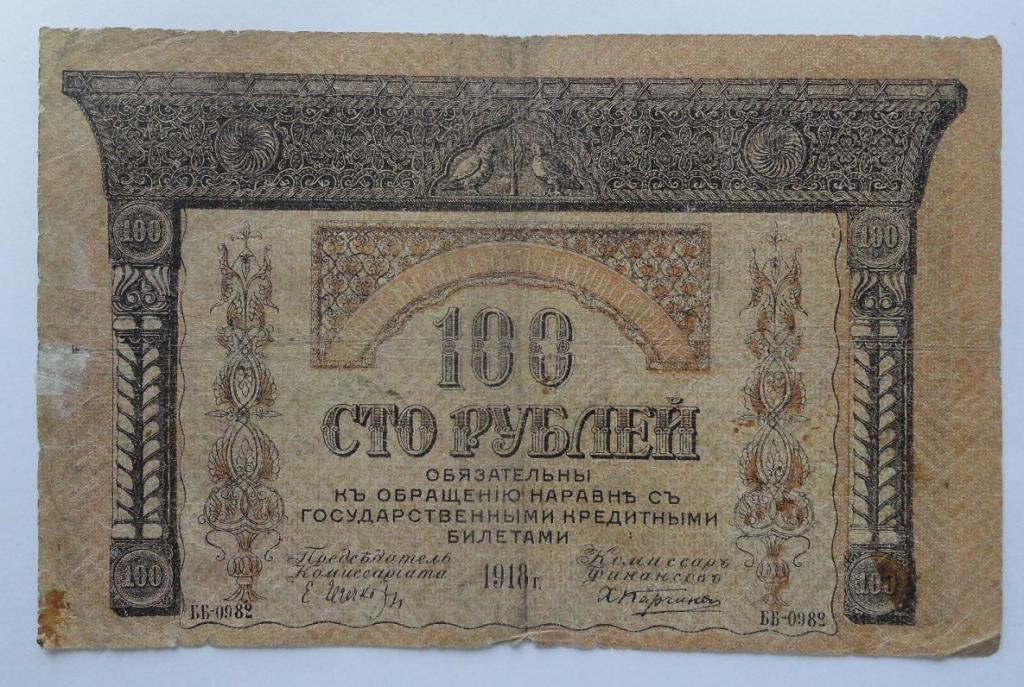 100 100
100
СТО РУБЛЕЙ
ОБЯЗАТЕЛЬНЫ
КЪ ОБРАЩЕНІЮ НАРАВНѢ СЪ
ГОСУДАРСТВЕННЫМИ КРЕДИТНЫМИ
БИЛЕТАМИ
Предсѣдатель
Комиссаріата
1918 г.
Комиссаръ
Финансовъ
100 100
ББ-0982 ББ-0982